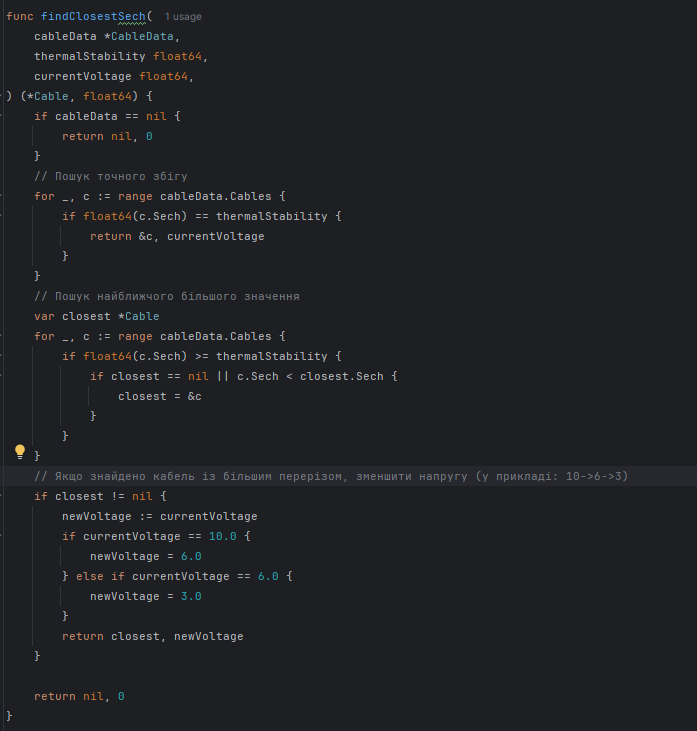 func findClosestSech( 1 usage
    cableData *CableData,
    thermalStability float64,
    currentVoltage float64,
) (*Cable, float64) {
    if cableData == nil {
        return nil, 0
    }
    // Пошук точного збігу
    for _, c := range cableData.Cables {
        if float64(c.Sech) == thermalStability {
            return &c, currentVoltage
        }
    }
    // Пошук найближчого більшого значення
    var closest *Cable
    for _, c := range cableData.Cables {
        if float64(c.Sech) >= thermalStability {
            if closest == nil || c.Sech < closest.Sech {
                closest = &c
            }
        }
    }
    // Якщо знайдено кабель із більшим перерізом, зменшити напругу (у прикладі: 10->6->3)
    if closest != nil {
        newVoltage := currentVoltage
        if currentVoltage == 10.0 {
            newVoltage = 6.0
        } else if currentVoltage == 6.0 {
            newVoltage = 3.0
        }
        return closest, newVoltage
    }

    return nil, 0
}